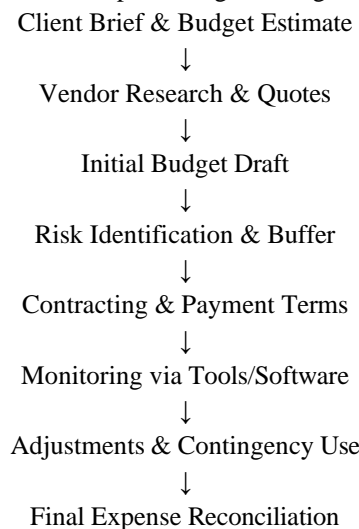 Client Brief & Budget Estimate
↓
Vendor Research & Quotes
↓
Initial Budget Draft
↓
Risk Identification & Buffer
↓
Contracting & Payment Terms
↓
Monitoring via Tools/Software
↓
Adjustments & Contingency Use
↓
Final Expense Reconciliation